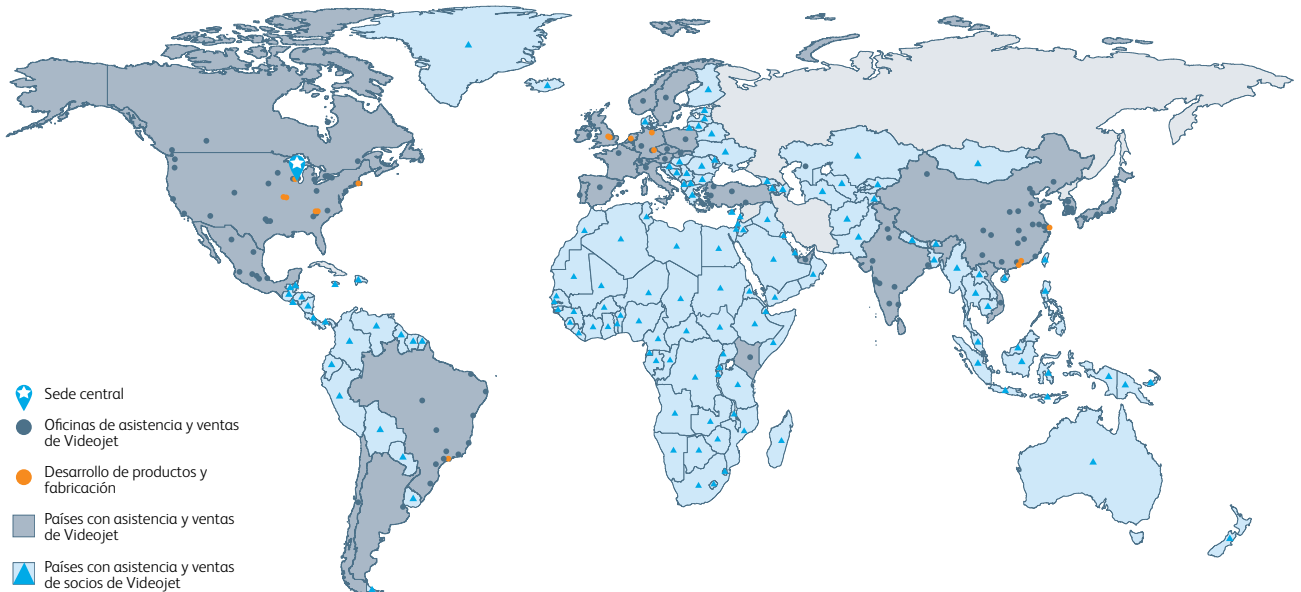 Sede central
Oficinas de asistencia y ventas
de Videojet
Desarrollo de productos y
fabricación
Países con asistencia y ventas
de Videojet
Países con asistencia y ventas
de socios de Videojet